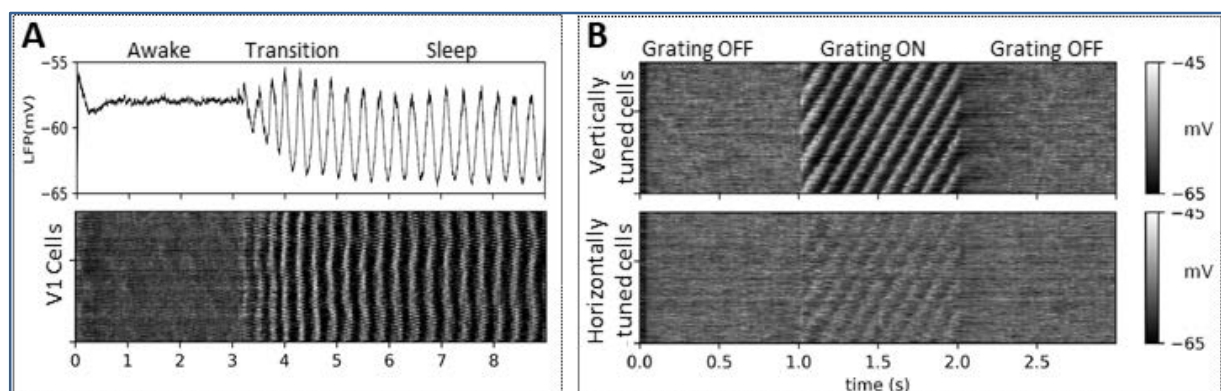 A
Awake Transition Sleep
−55
−60
−65
LFP(mV)
V1 Cells
0 1 2 3 4 5 6 7 8
B
Grating OFF Grating ON Grating OFF
Vertically
tuned cells
−45
mV
−65
Horizontally
tuned cells
−45
mV
−65
0.0 0.5 1.0 1.5 2.0 2.5
time (s)